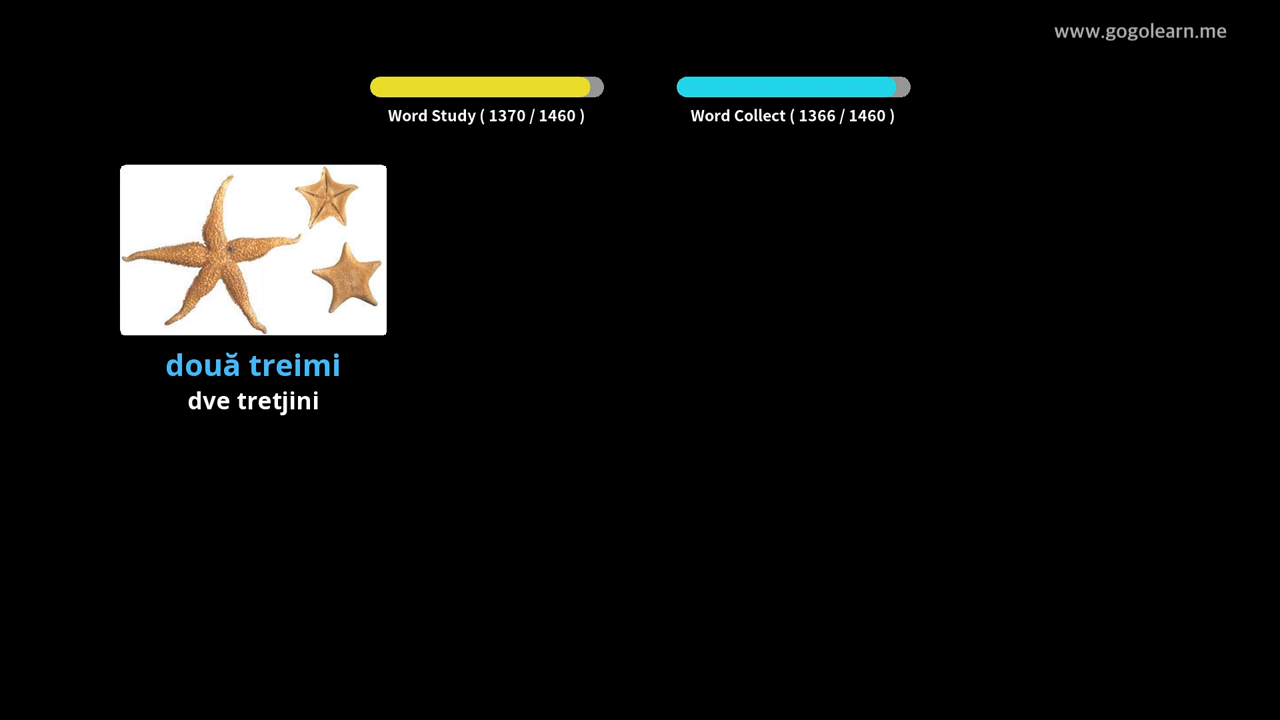 www.gogolearn.me
Word Study ( 1370 / 1460 )
Word Collect ( 1366 / 1460 )
două treimi
dve tretjini